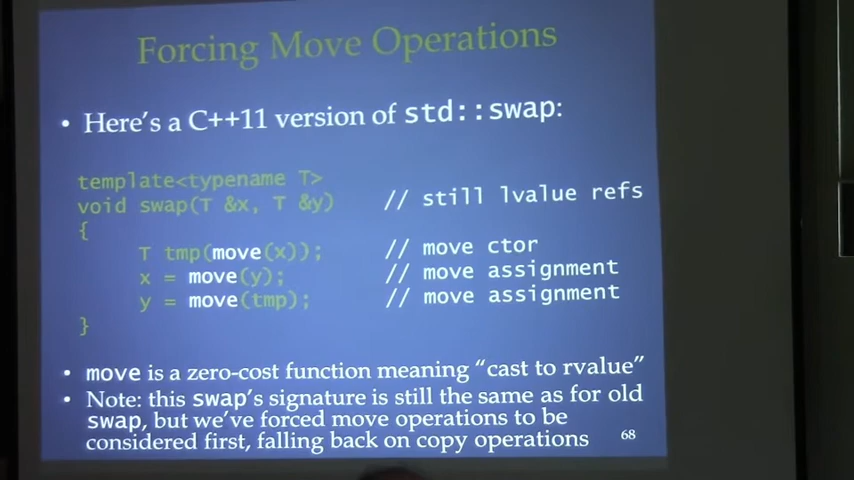 Forcing Move Operations
• Here's a C++11 version of std::swap:
template<typename T>
void swap(T &x, T &y) // still lvalue refs
{
T tmp(move(x)); // move ctor
x = move(y); // move assignment
y = move(tmp); // move assignment
}
• move is a zero-cost function meaning “cast to rvalue”
• Note: this swap's signature is still the same as for old
swap, but we've forced move operations to be
considered first, falling back on copy operations
68